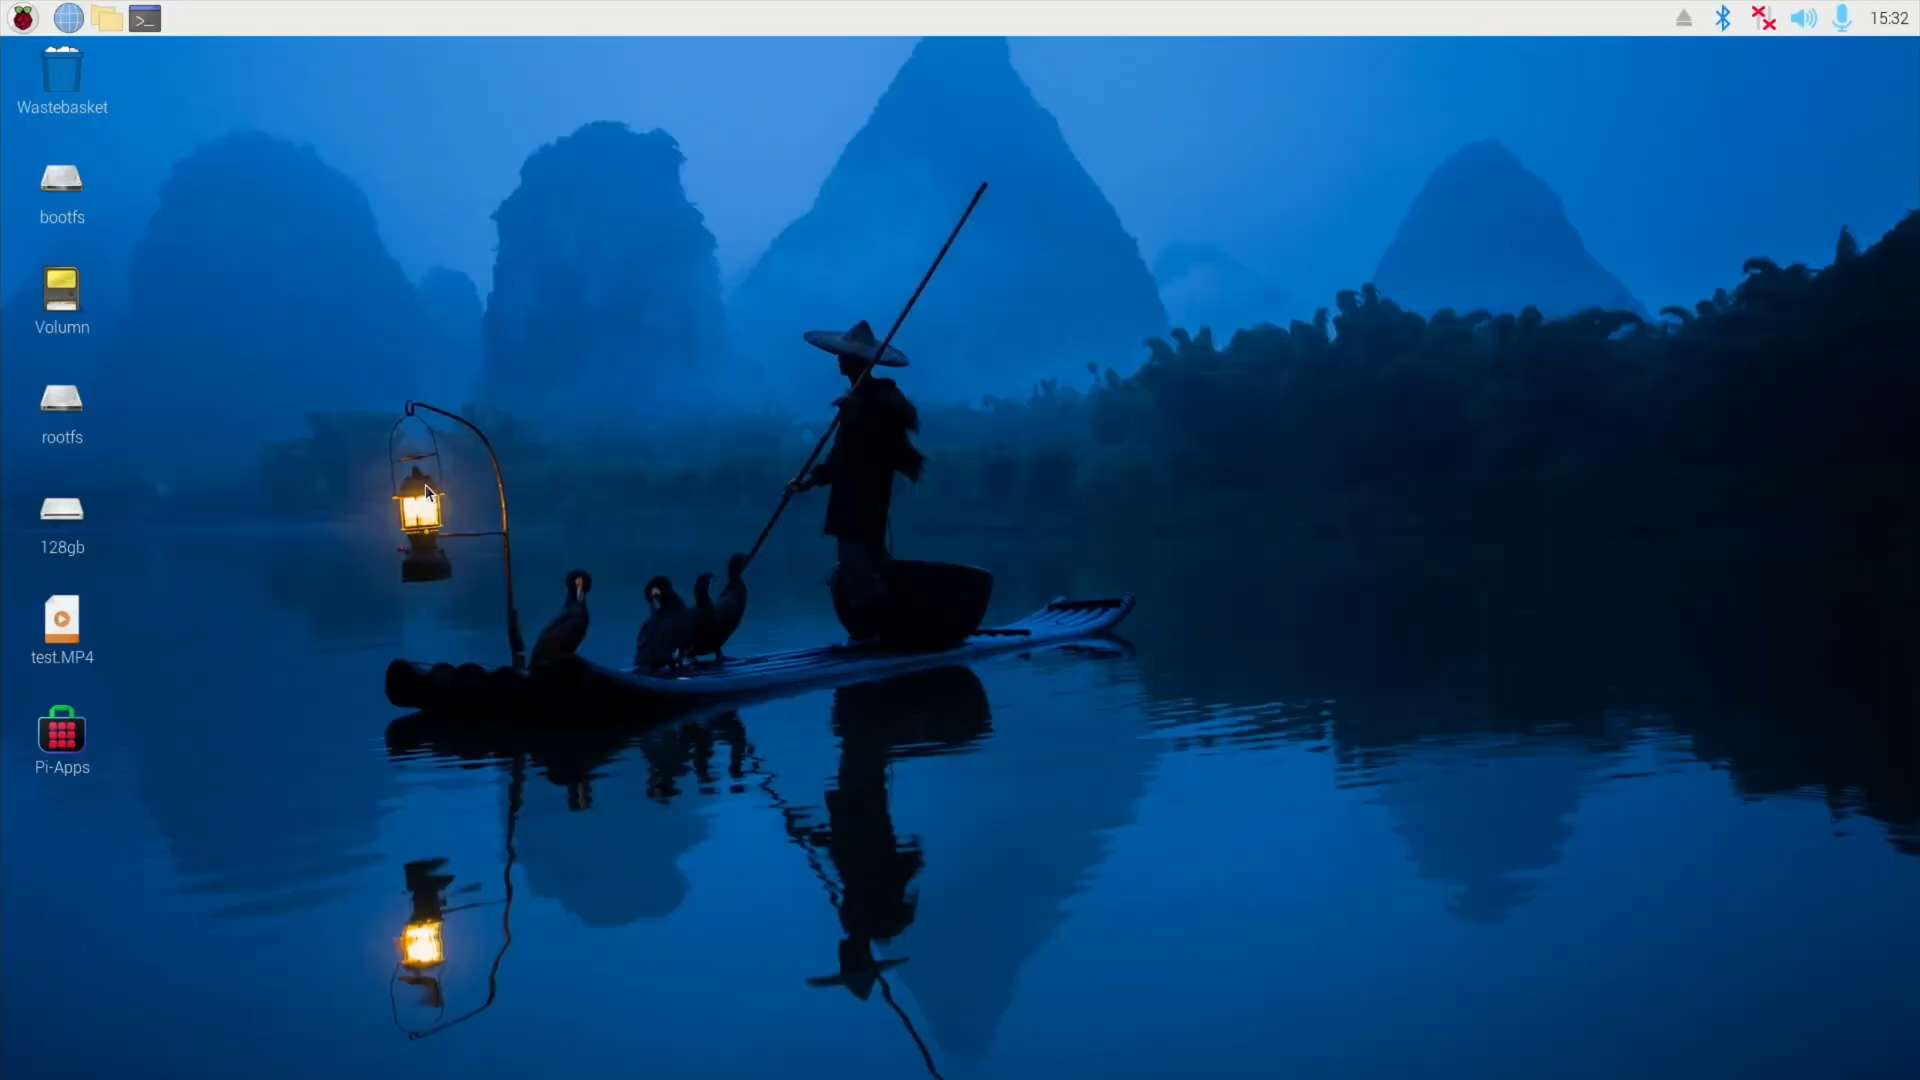 15:32
Wastebasket
bootfs
Volumn
rootfs
128gb
test.MP4
Pi-Apps